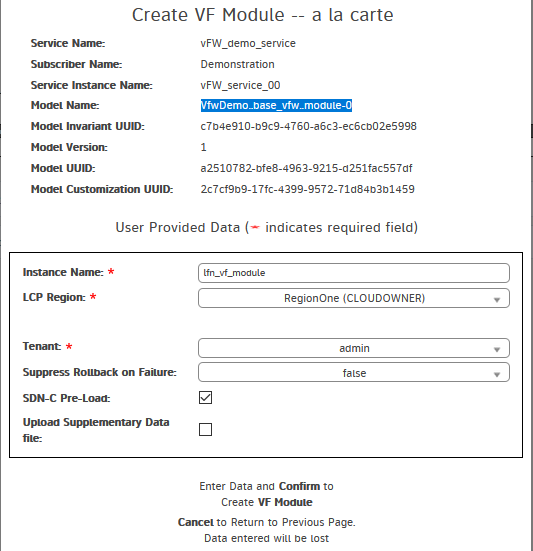 Create VF Module -- a la carte
Service Name: vFW_demo_service
Subscriber Name: Demonstration
Service Instance Name: vFW_service_00
Model Name: VfwDemo..base_vfw..module-0
Model Invariant UUID: c7b4e910-b9c9-4760-a6c3-ec6cb02e5998
Model Version: 1
Model UUID: a2510782-bfe8-4963-9215-d251fac557df
Model Customization UUID: 2c7cf9b9-17fc-4399-9572-71d84b3b1459
User Provided Data (* indicates required field)
Instance Name: * lfn_vf_module
LCP Region: * RegionOne (CLOUDOWNER)
Tenant: * admin
Suppress Rollback on Failure: false
SDN-C Pre-Load:
Upload Supplementary Data
file:
Enter Data and Confirm to
Create VF Module
Cancel to Return to Previous Page.
Data entered will be lost